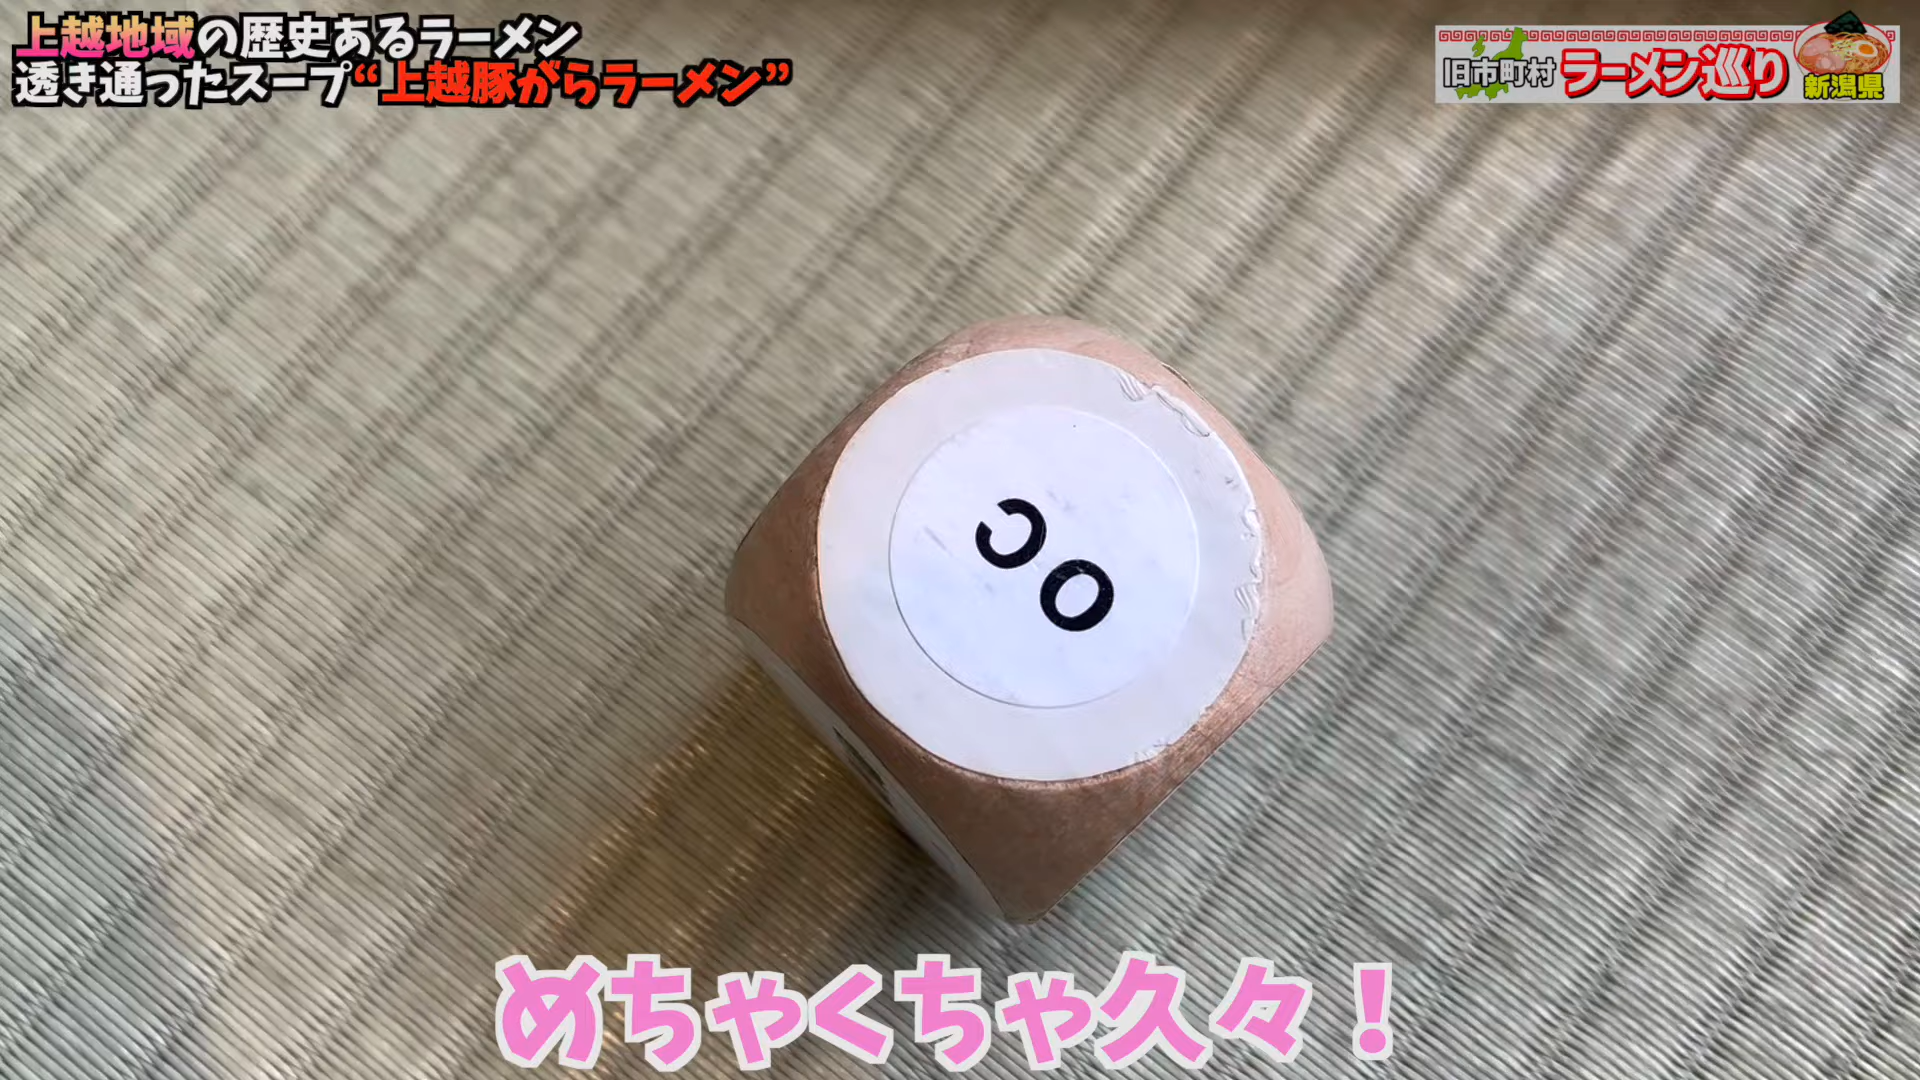 上越地域の歴史あるラーメン
透き通ったスープ“上越豚がらラーメン”
旧市町村ラーメン巡り
新潟県
OC
めちゃくちゃ久々！